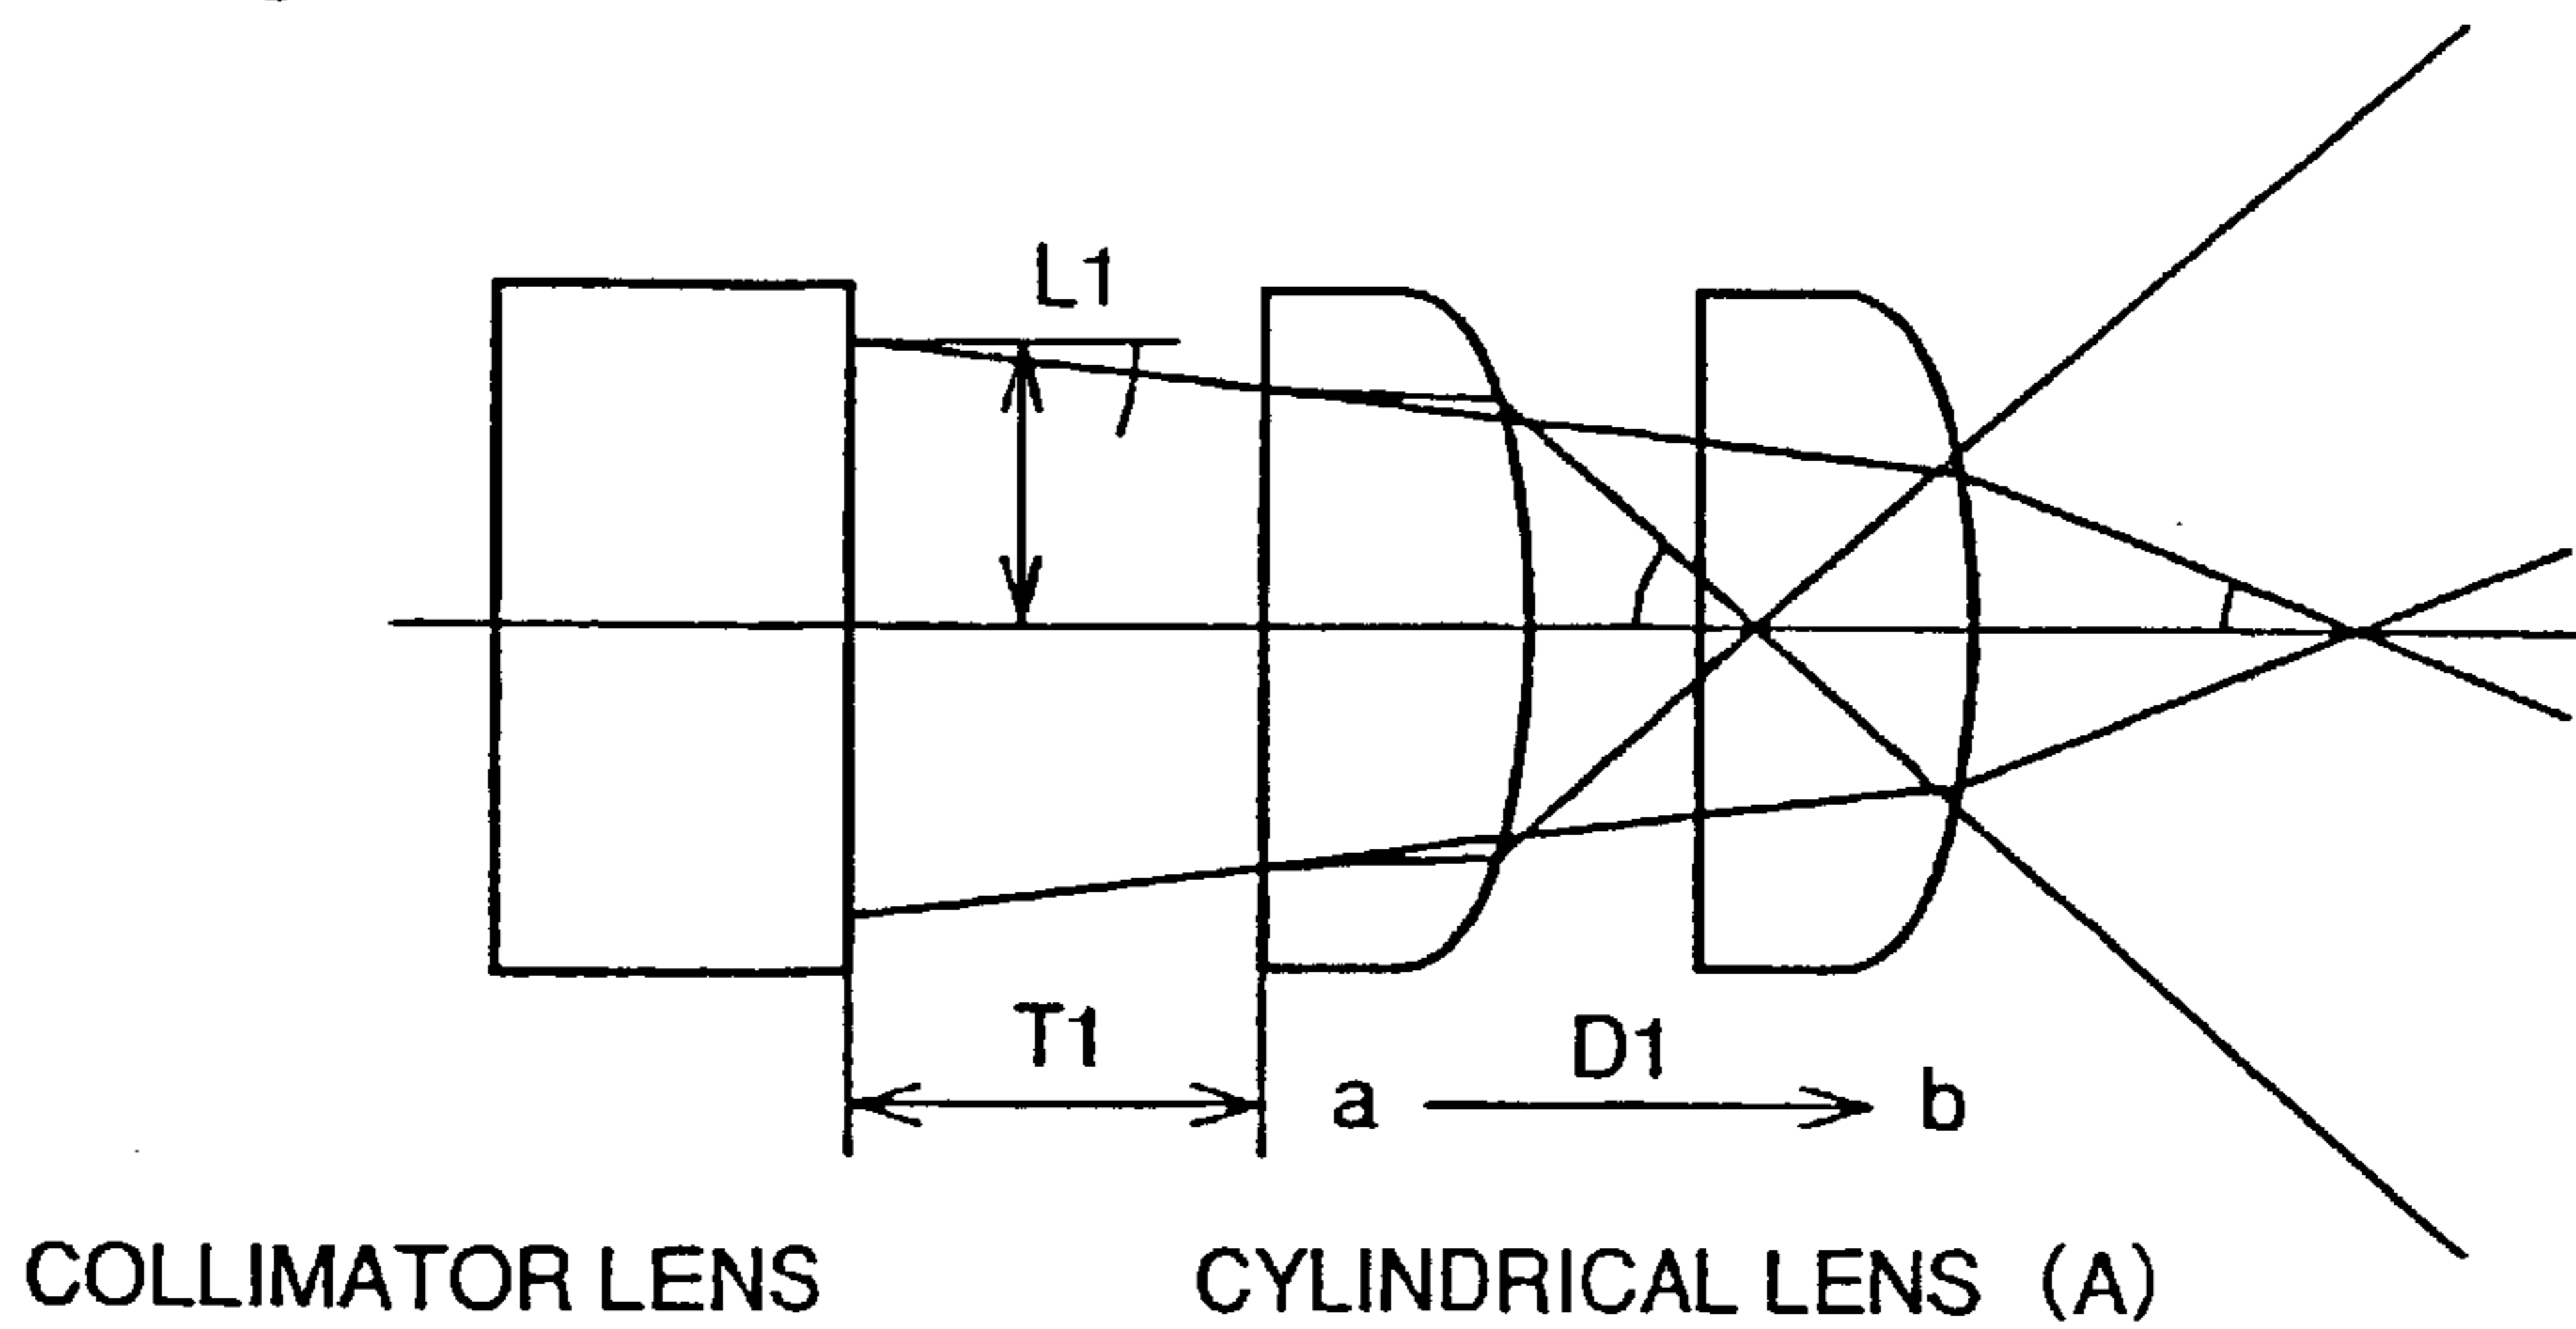 L1
T1
D1
a
b
COLLIMATOR LENS
CYLINDRICAL LENS (A)